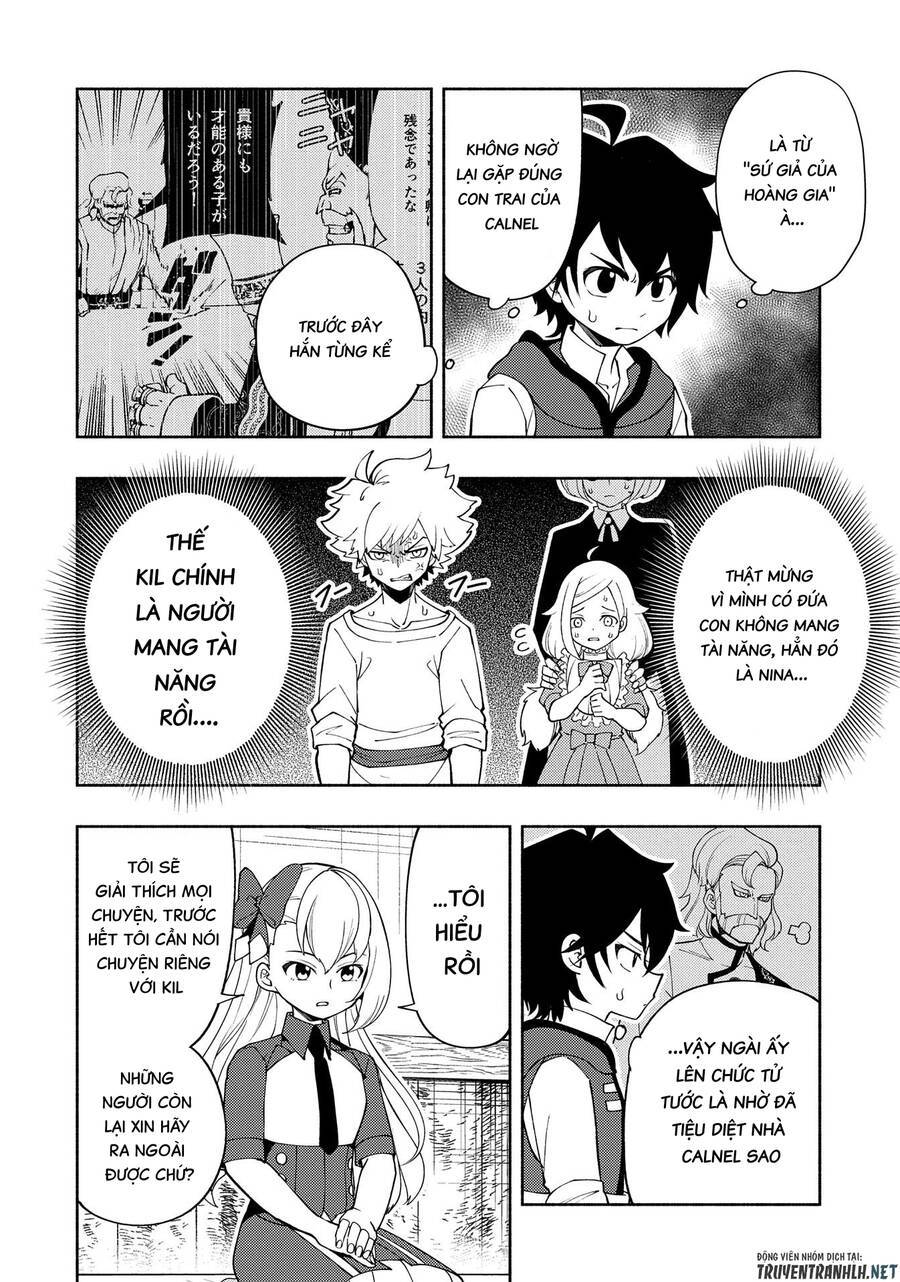 LÀ TỪ
"SỨ GIẢ CỦA
HOÀNG GIA"
À...
KHÔNG NGỜ
LẠI GẶP ĐÚNG
CON TRAI CỦA
CALNEL
残念であったな
3人の
貴様にも
才能のある子が
いるだろう！
TRƯỚC ĐÂY
HẮN TỪNG KỂ
THẬT MỪNG
VÌ MÌNH CÓ ĐỨA
CON KHÔNG MANG
TÀI NĂNG, HẲN ĐÓ
LÀ NINA...
THẾ
KIL CHÍNH
LÀ NGƯỜI
MANG TÀI
NĂNG
RỒI....
...VẬY NGÀI ẤY
LÊN CHỨC TỬ
TƯỚC LÀ NHỜ ĐÃ
TIỆU DIỆT NHÀ
CALNEL SAO
...TÔI
HIỂU
RỒI
TÔI SẼ
GIẢI THÍCH MỌI
CHUYỆN, TRƯỚC
HẾT TÔI CẦN NÓI
CHUYỆN RIÊNG
VỚI KIL
NHỮNG
NGƯỜI CÒN
LẠI XIN HÃY
RA NGOÀI
ĐƯỢC CHỨ?
ĐỘNG VIÊN NHÓM DỊCH TẠI:
TRUYENTRANHLH.NET